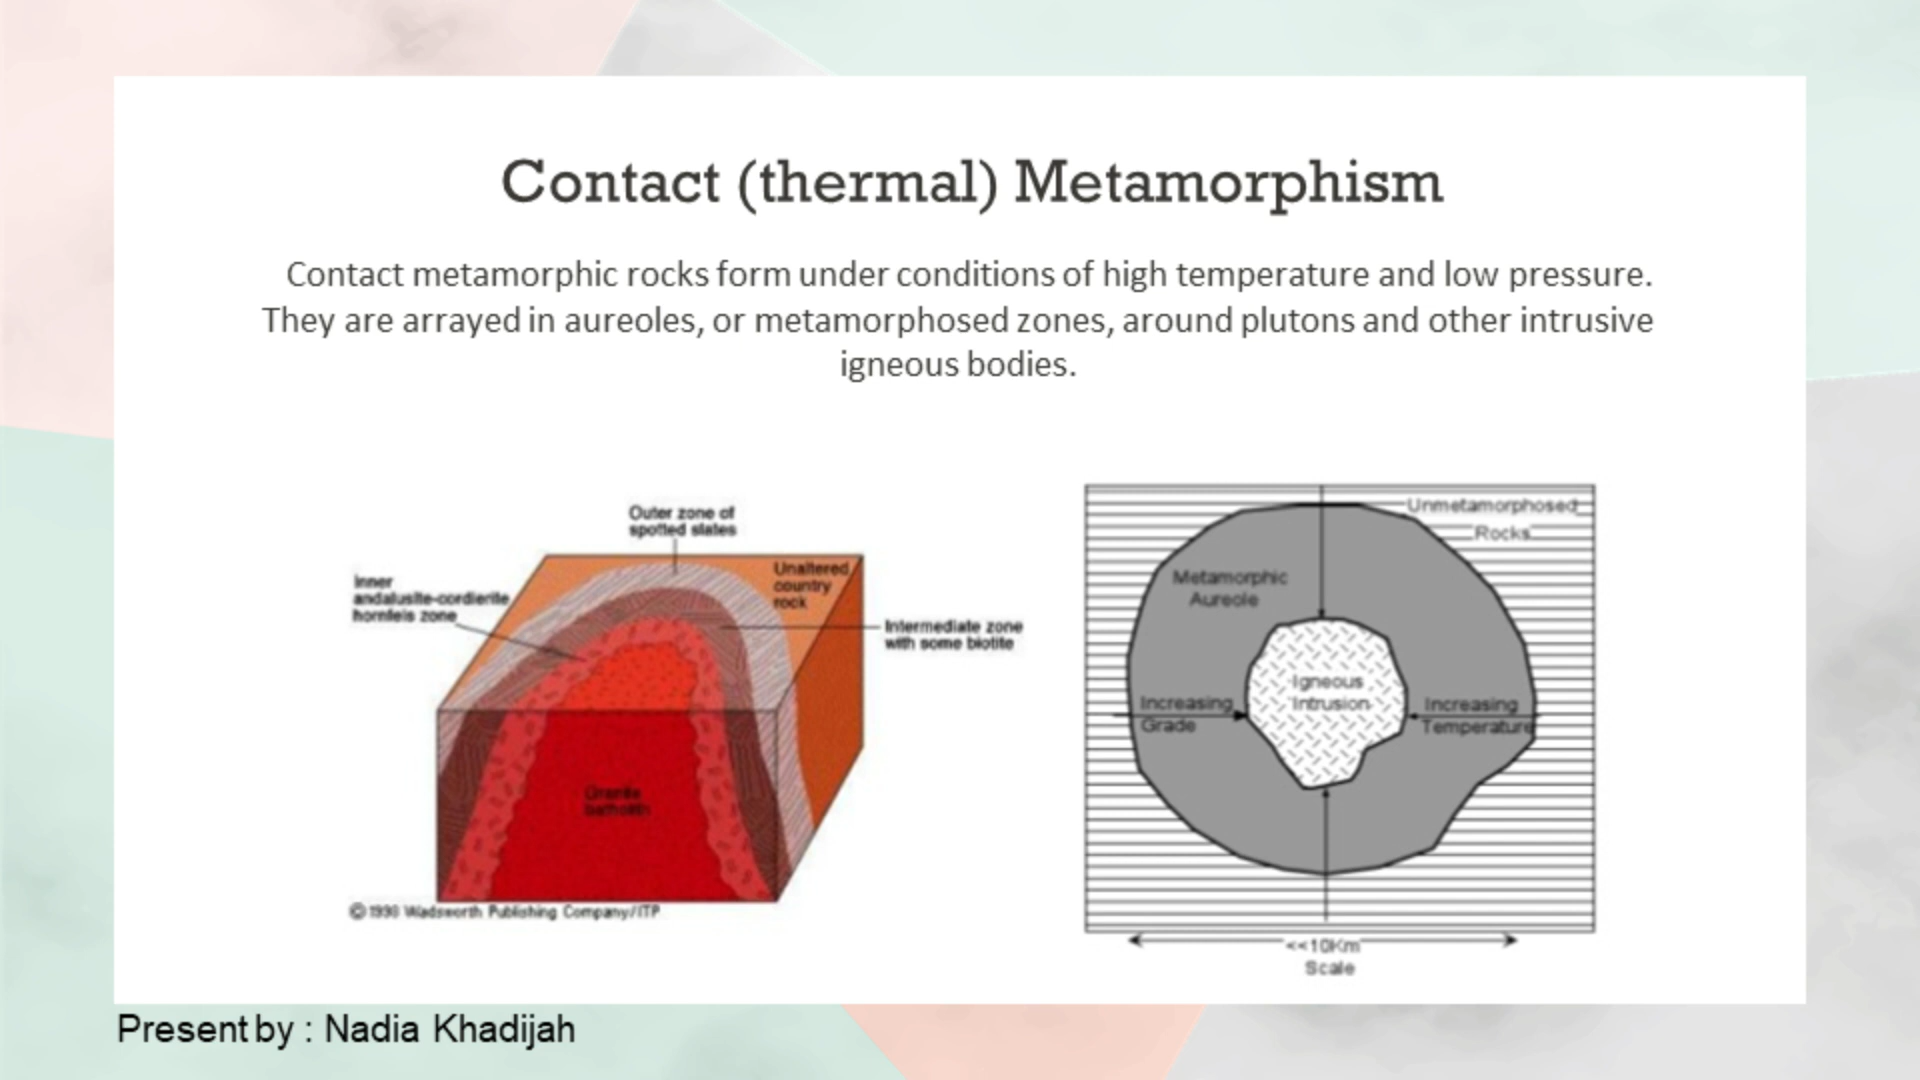 Contact (thermal) Metamorphism
Contact metamorphic rocks form under conditions of high temperature and low pressure.
They are arrayed in aureoles, or metamorphosed zones, around plutons and other intrusive
igneous bodies.
Outer zone of
spotted slates
Inner
andalusite-cordierite
hornfels zone
Unaltered
country
rock
Intermediate zone
with some biotite
Granite
batholith
© 1998 Wadsworth Publishing Company/ITP
Unmetamorphosed
Rocks
Metamorphic
Aureole
Igneous
Intrusion
Increasing
Grade
Increasing
Temperature
<<10Km
Scale
Present by : Nadia Khadijah